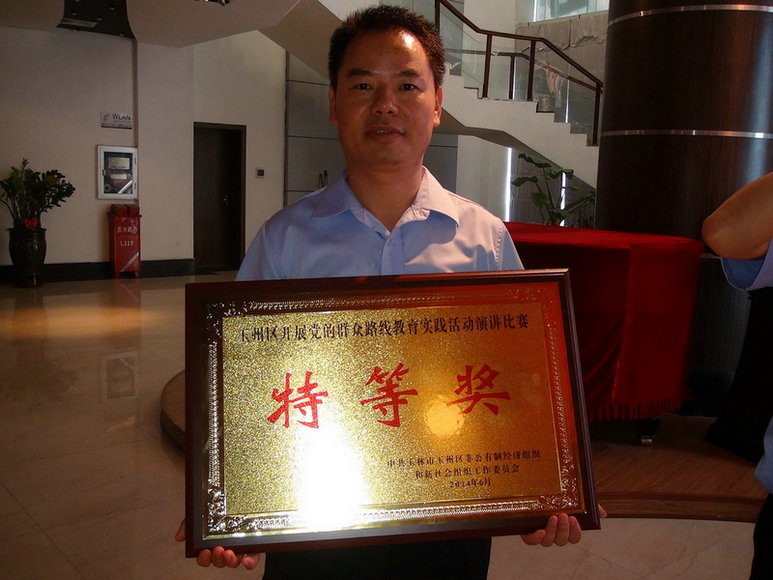 WLAN
玉州区开展党的群众路线教育实践活动演讲比赛
特等奖
中共玉林市玉州区非公有制经济组织
和新社会组织工作委员会
2014年6月
119